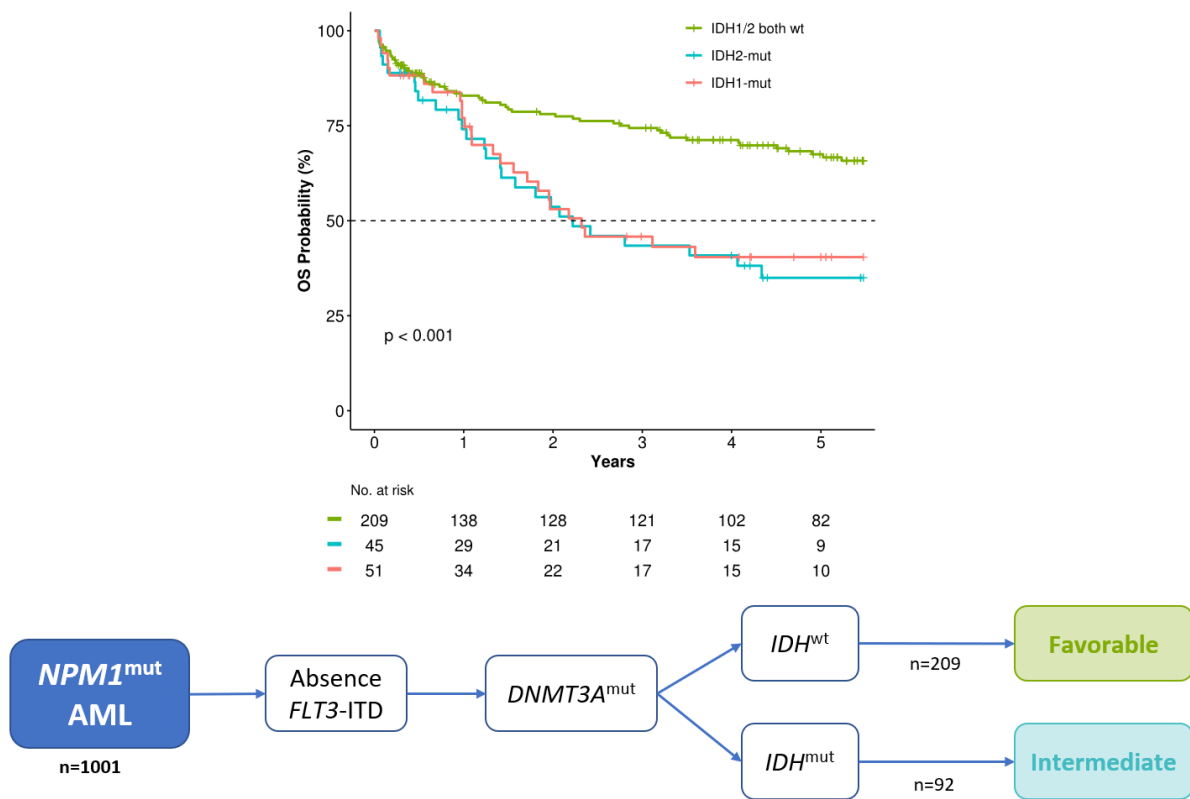 IDH1/2 both wt
IDH2-mut
IDH1-mut
100
75
50
25
0
OS Probability (%)
p < 0.001
0 1 2 3 4 5
Years
No. at risk
209 138 128 121 102 82
45 29 21 17 15 9
51 34 22 17 15 10
NPM1mut
AML
n=1001
Absence
FLT3-ITD
DNMT3Amut
IDHwt
n=209
Favorable
IDHmut
n=92
Intermediate